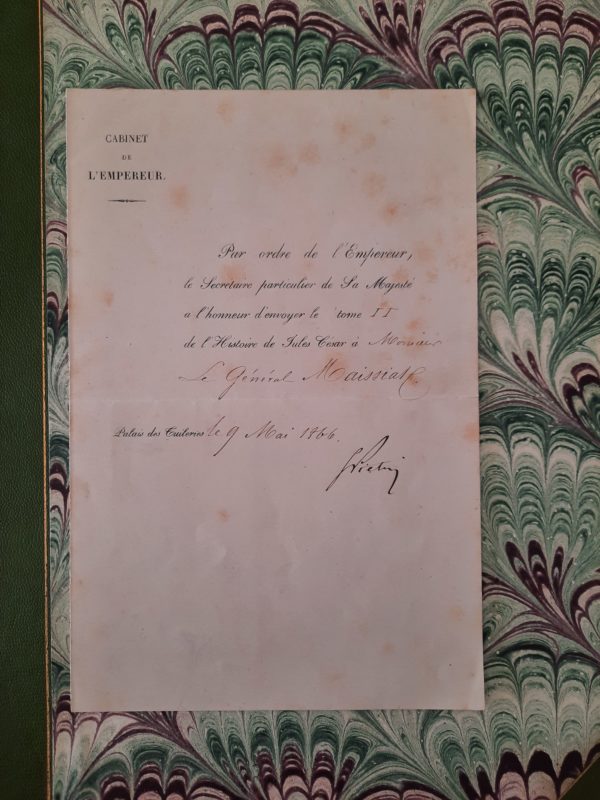 CABINET
DE
L'EMPEREUR.
Par ordre de l'Empereur,
le Secrétaire particulier de Sa Majesté
a l'honneur d'envoyer le tome II
de l'Histoire de Jules César à Monsieur
Le Général Maissiat
Palais des Tuileries le 9 Mai 1866.